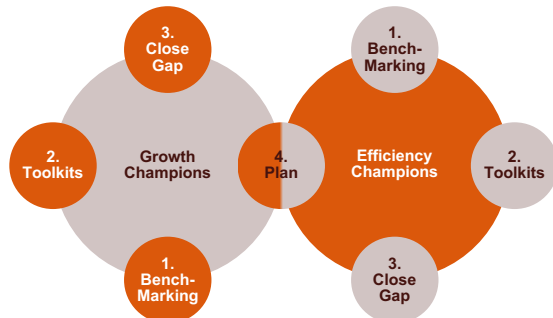 3.
Close
Gap
2.
Toolkits
Growth
Champions
1.
Bench-
Marking
4.
Plan
1.
Bench-
Marking
Efficiency
Champions
2.
Toolkits
3.
Close
Gap